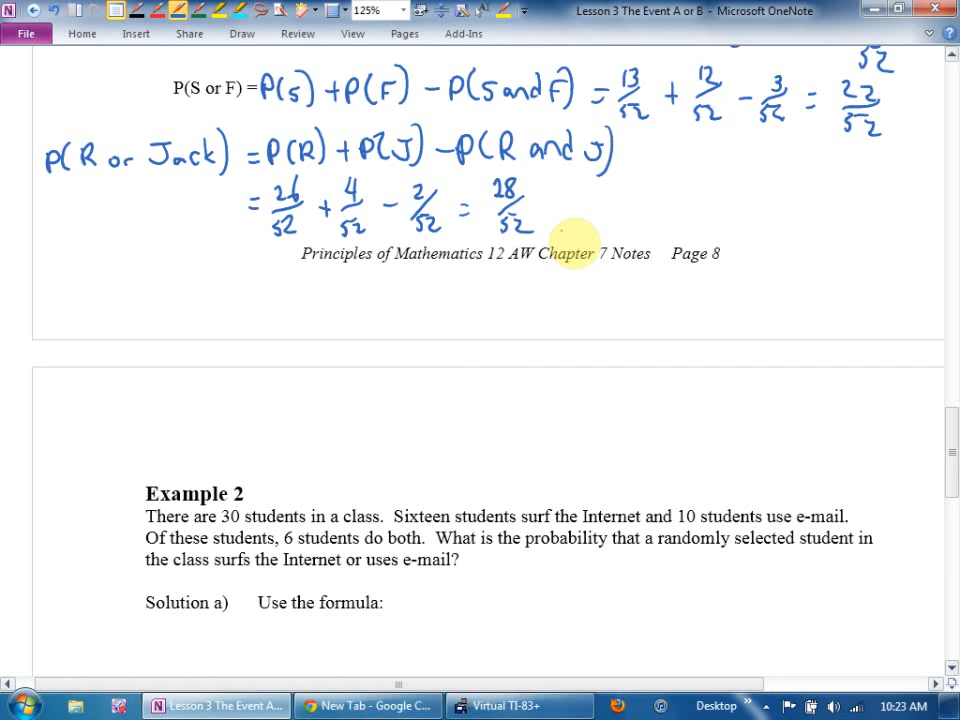 125%
Lesson 3 The Event A or B - Microsoft OneNote
File Home Insert Share Draw Review View Pages Add-Ins
52
P(S or F) = P(S) + P(F) - P(S and F) = 13/52 + 12/52 - 3/52 = 22/52
P(R or Jack) = P(R) + P(J) - P(R and J)
= 26/52 + 4/52 - 2/52 = 28/52
Principles of Mathematics 12 AW Chapter 7 Notes Page 8
Example 2
There are 30 students in a class. Sixteen students surf the Internet and 10 students use e-mail.
Of these students, 6 students do both. What is the probability that a randomly selected student in
the class surfs the Internet or uses e-mail?
Solution a) Use the formula:
Lesson 3 The Event A... New Tab - Google C... Virtual TI-83+ Desktop 10:23 AM